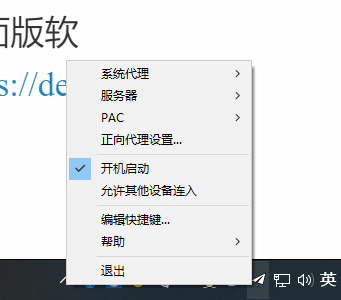 面版软
s://de
系统代理
服务器
PAC
正向代理设置...
开机启动
允许其他设备连入
编辑快捷键...
帮助
退出
英